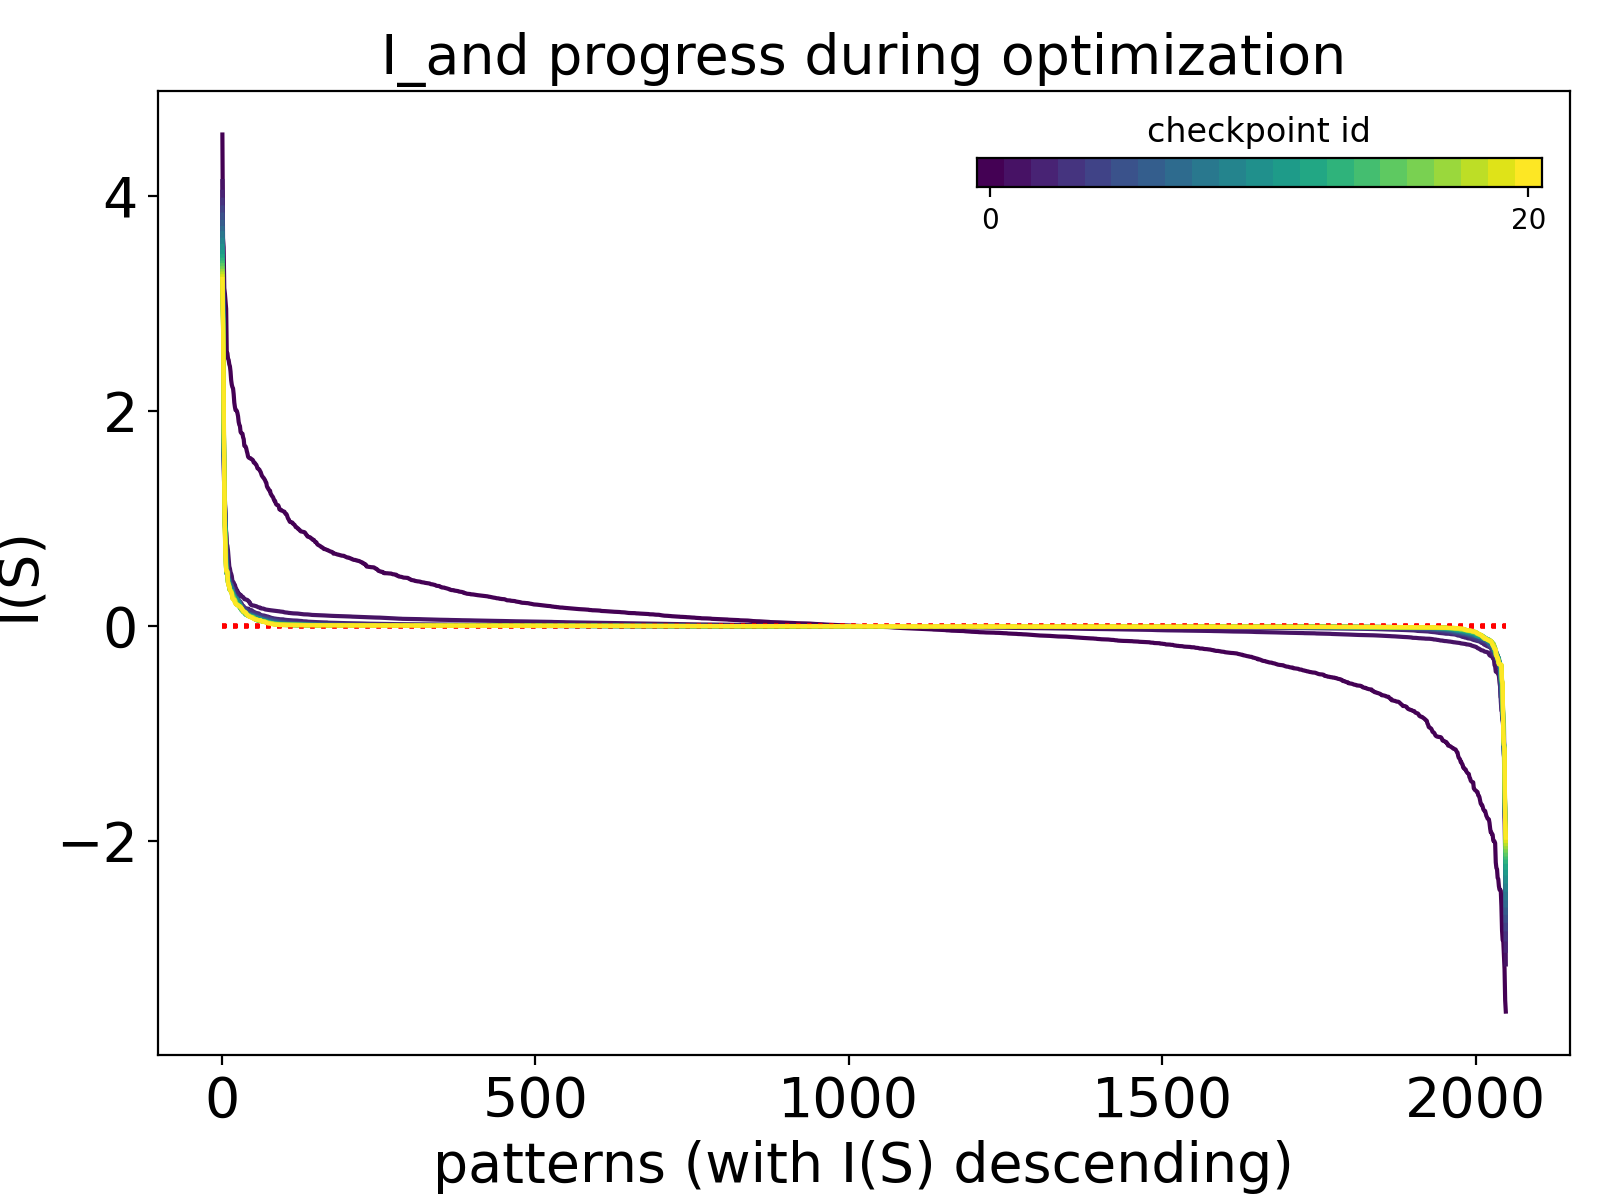 I_and progress during optimization
checkpoint id
0 20
4
2
0
−2
I(S)
0 500 1000 1500 2000
patterns (with I(S) descending)